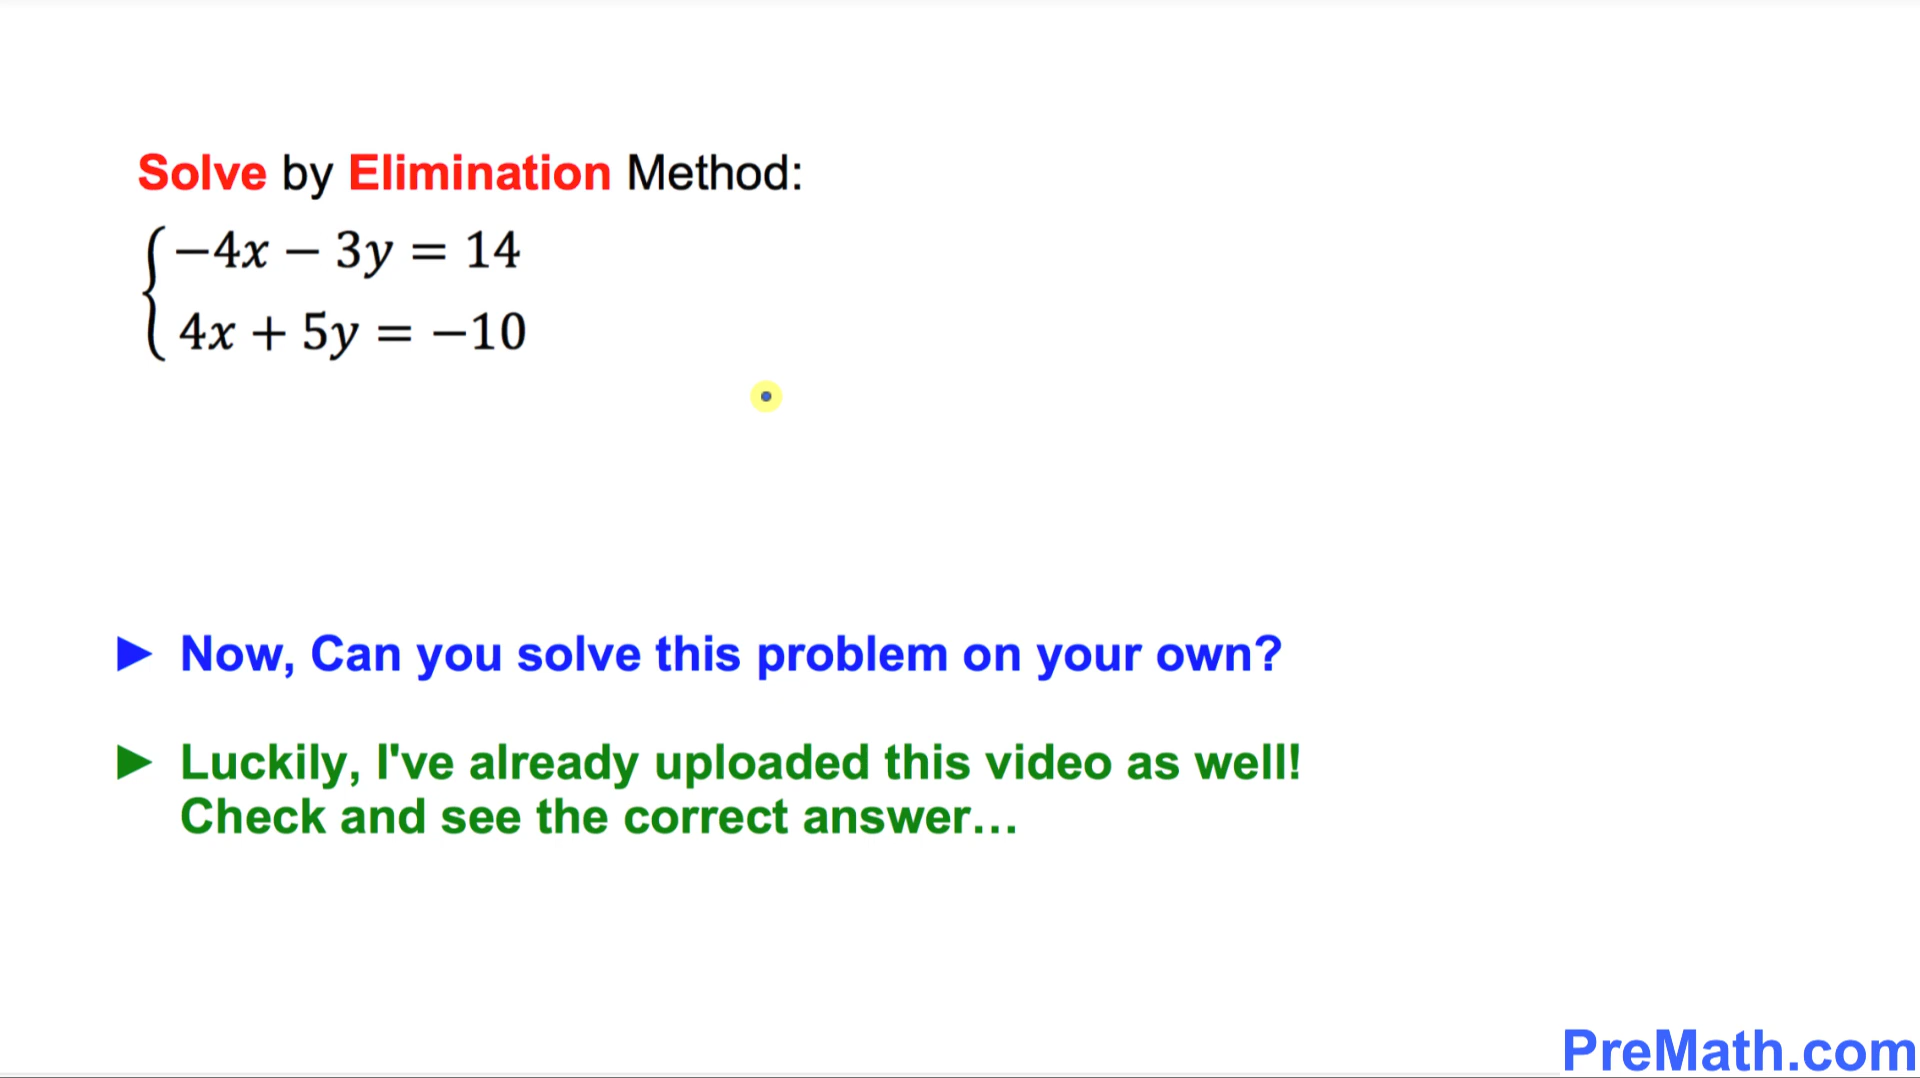 Solve by Elimination Method:
−4x − 3y = 14
4x + 5y = −10
► Now, Can you solve this problem on your own?
► Luckily, I've already uploaded this video as well!
Check and see the correct answer...
PreMath.com